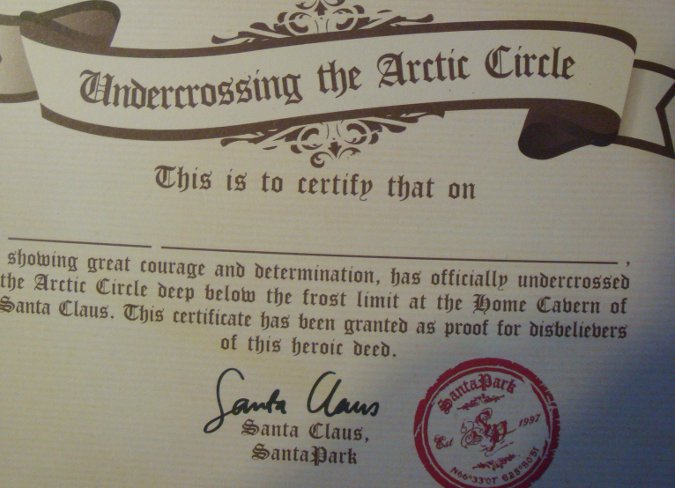 Undercrossing the Arctic Circle
This is to certify that on
showing great courage and determination, has officially undercrossed
the Arctic Circle deep below the frost limit at the Home Cavern of
Santa Claus. This certificate has been granted as proof for disbelievers
of this heroic deed.
Santa Claus
Santa Claus,
SantaPark
SantaPark
SP
Est 1997